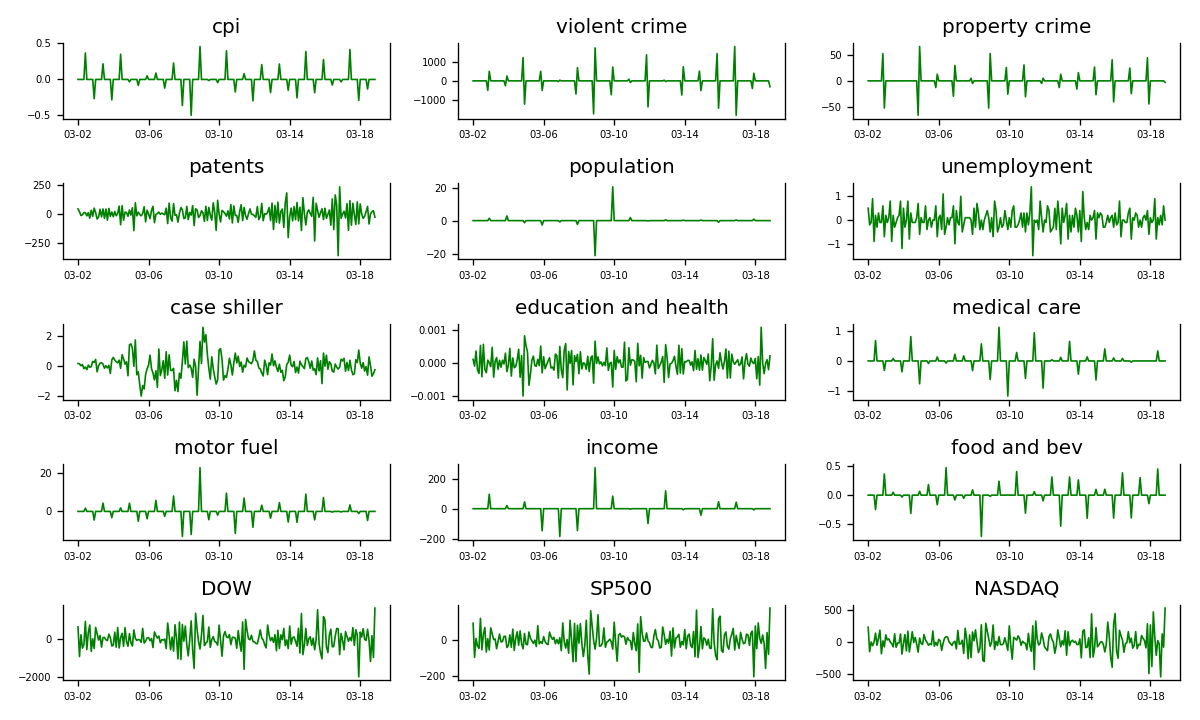 cpi
0.5
0.0
−0.5
03-02 03-06 03-10 03-14 03-18
violent crime
1000
0
−1000
03-02 03-06 03-10 03-14 03-18
property crime
50
0
−50
03-02 03-06 03-10 03-14 03-18
patents
250
0
−250
03-02 03-06 03-10 03-14 03-18
population
20
0
−20
03-02 03-06 03-10 03-14 03-18
unemployment
1
0
−1
03-02 03-06 03-10 03-14 03-18
case shiller
2
0
−2
03-02 03-06 03-10 03-14 03-18
education and health
0.001
0.000
−0.001
03-02 03-06 03-10 03-14 03-18
medical care
1
0
−1
03-02 03-06 03-10 03-14 03-18
motor fuel
20
0
03-02 03-06 03-10 03-14 03-18
income
200
0
−200
03-02 03-06 03-10 03-14 03-18
food and bev
0.5
0.0
−0.5
03-02 03-06 03-10 03-14 03-18
DOW
0
−2000
03-02 03-06 03-10 03-14 03-18
SP500
0
−200
03-02 03-06 03-10 03-14 03-18
NASDAQ
500
0
−500
03-02 03-06 03-10 03-14 03-18